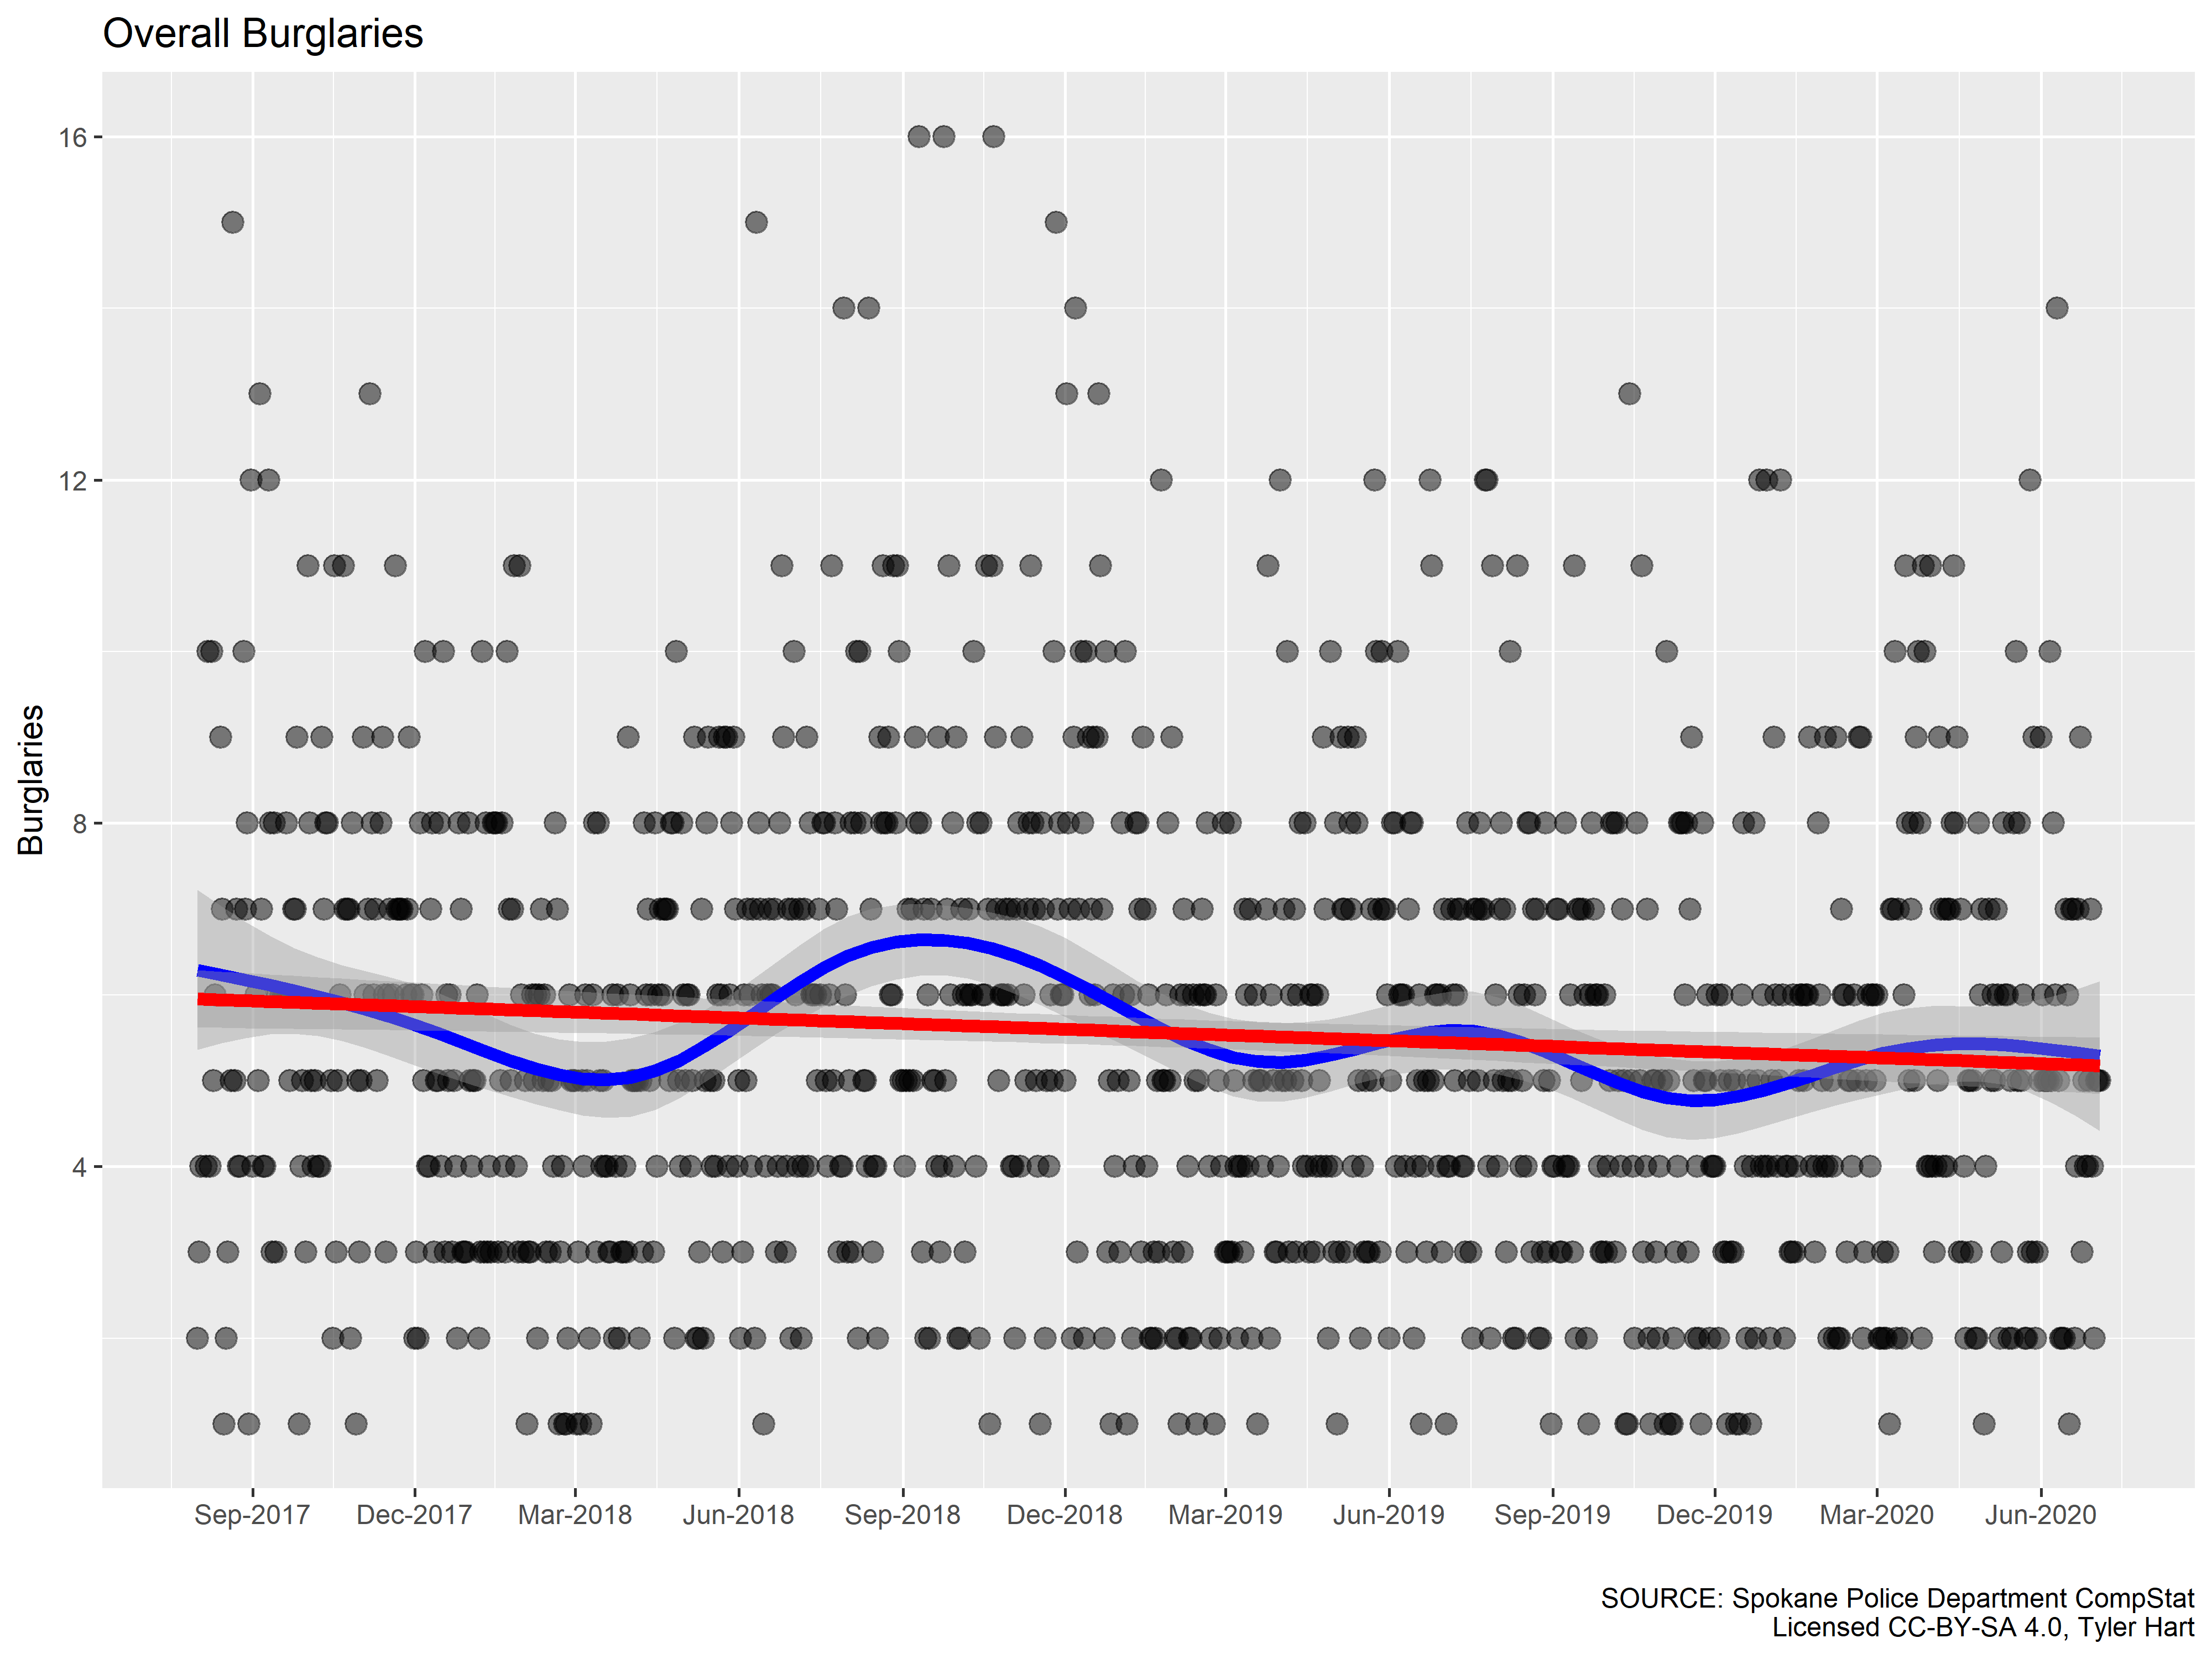 Overall Burglaries
16
12
8
4
Burglaries
Sep-2017 Dec-2017 Mar-2018 Jun-2018 Sep-2018 Dec-2018 Mar-2019 Jun-2019 Sep-2019 Dec-2019 Mar-2020 Jun-2020
SOURCE: Spokane Police Department CompStat
Licensed CC-BY-SA 4.0, Tyler Hart